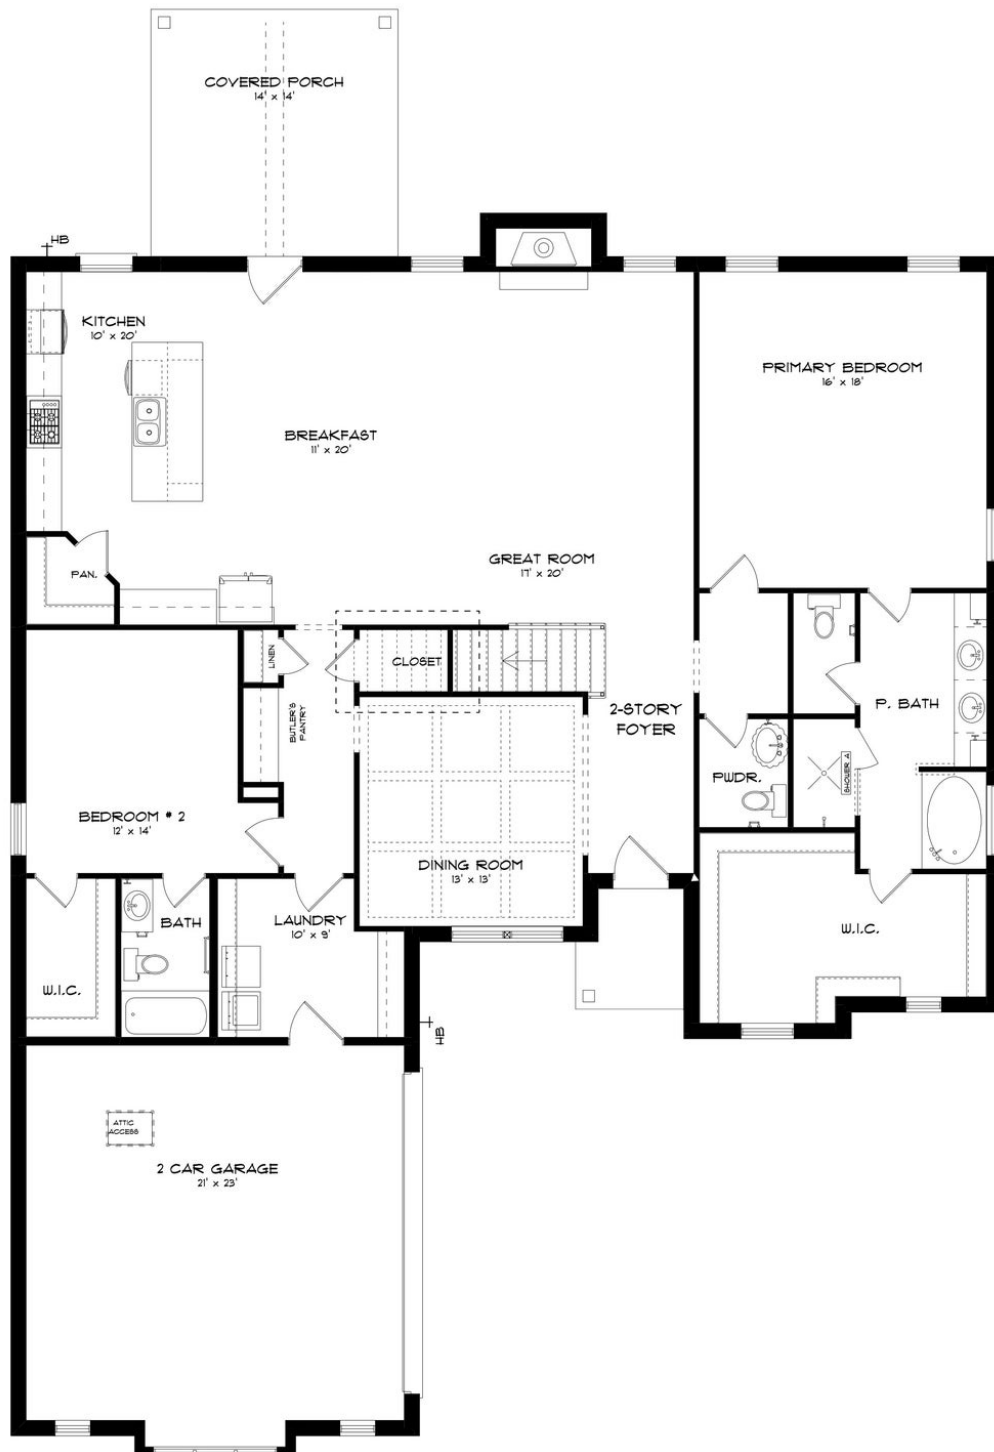 COVERED PORCH
14' x 14'
HB
KITCHEN
10' x 20'
PRIMARY BEDROOM
16' x 18'
BREAKFAST
11' x 20'
GREAT ROOM
17' x 20'
PAN.
LINEN
CLOSET
BUTLER'S
PANTRY
2-STORY
FOYER
P. BATH
PWDR.
SHOWER A
BEDROOM # 2
12' x 14'
DINING ROOM
13' x 13'
BATH
LAUNDRY
10' x 9'
W.I.C.
W.I.C.
HB
ATTIC
ACCESS
2 CAR GARAGE
21' x 23'